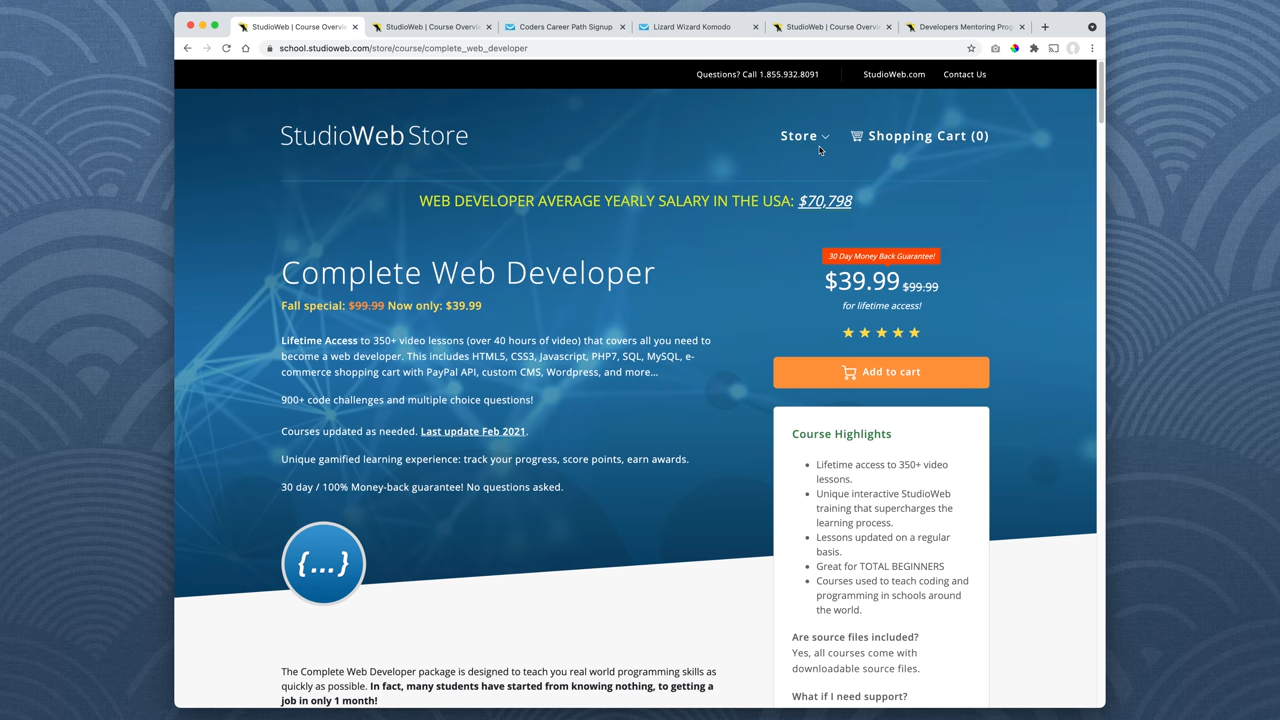 StudioWeb | Course Overvie
StudioWeb | Course Overvie
Coders Career Path Signup
Lizard Wizard Komodo
StudioWeb | Course Overvie
Developers Mentoring Prog
school.studioweb.com/store/course/complete_web_developer
Questions? Call 1.855.932.8091
StudioWeb.com
Contact Us
StudioWeb Store
Store
Shopping Cart (0)
WEB DEVELOPER AVERAGE YEARLY SALARY IN THE USA: $70,798
Complete Web Developer
Fall special: $99.99 Now only: $39.99
Lifetime Access to 350+ video lessons (over 40 hours of video) that covers all you need to
become a web developer. This includes HTML5, CSS3, Javascript, PHP7, SQL, MySQL, e-
commerce shopping cart with PayPal API, custom CMS, Wordpress, and more...
900+ code challenges and multiple choice questions!
Courses updated as needed. Last update Feb 2021.
Unique gamified learning experience: track your progress, score points, earn awards.
30 day / 100% Money-back guarantee! No questions asked.
{...}
30 Day Money Back Guarantee!
$39.99 $99.99
for lifetime access!
Add to cart
Course Highlights
Lifetime access to 350+ video
lessons.
Unique interactive StudioWeb
training that supercharges the
learning process.
Lessons updated on a regular
basis.
Great for TOTAL BEGINNERS
Courses used to teach coding and
programming in schools around
the world.
Are source files included?
Yes, all courses come with
downloadable source files.
What if I need support?
The Complete Web Developer package is designed to teach you real world programming skills as
quickly as possible. In fact, many students have started from knowing nothing, to getting a
job in only 1 month!